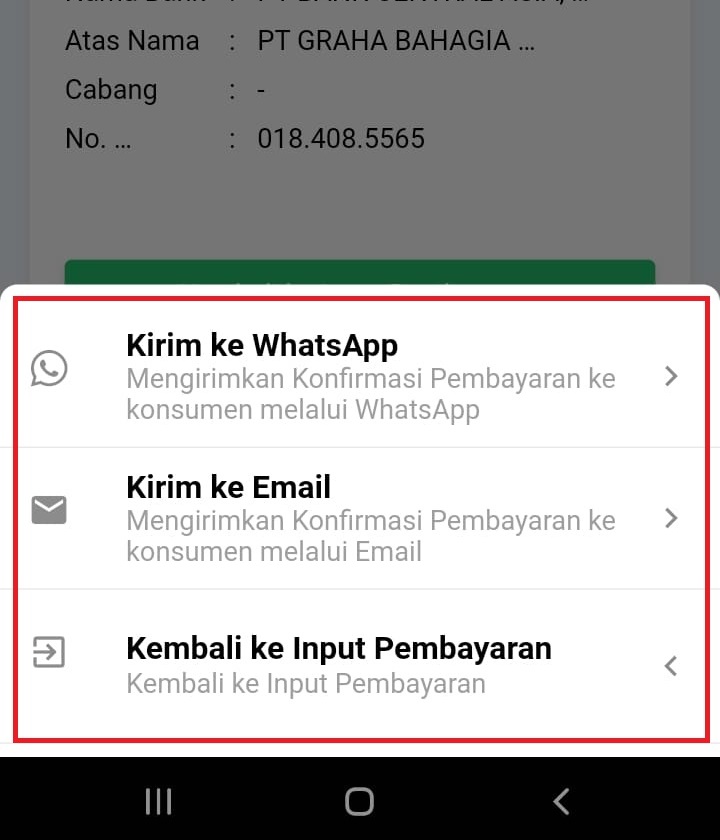 Atas Nama : PT GRAHA BAHAGIA ...
Cabang : -
No. ... : 018.408.5565
Kirim ke WhatsApp
Mengirimkan Konfirmasi Pembayaran ke
konsumen melalui WhatsApp
Kirim ke Email
Mengirimkan Konfirmasi Pembayaran ke
konsumen melalui Email
Kembali ke Input Pembayaran
Kembali ke Input Pembayaran